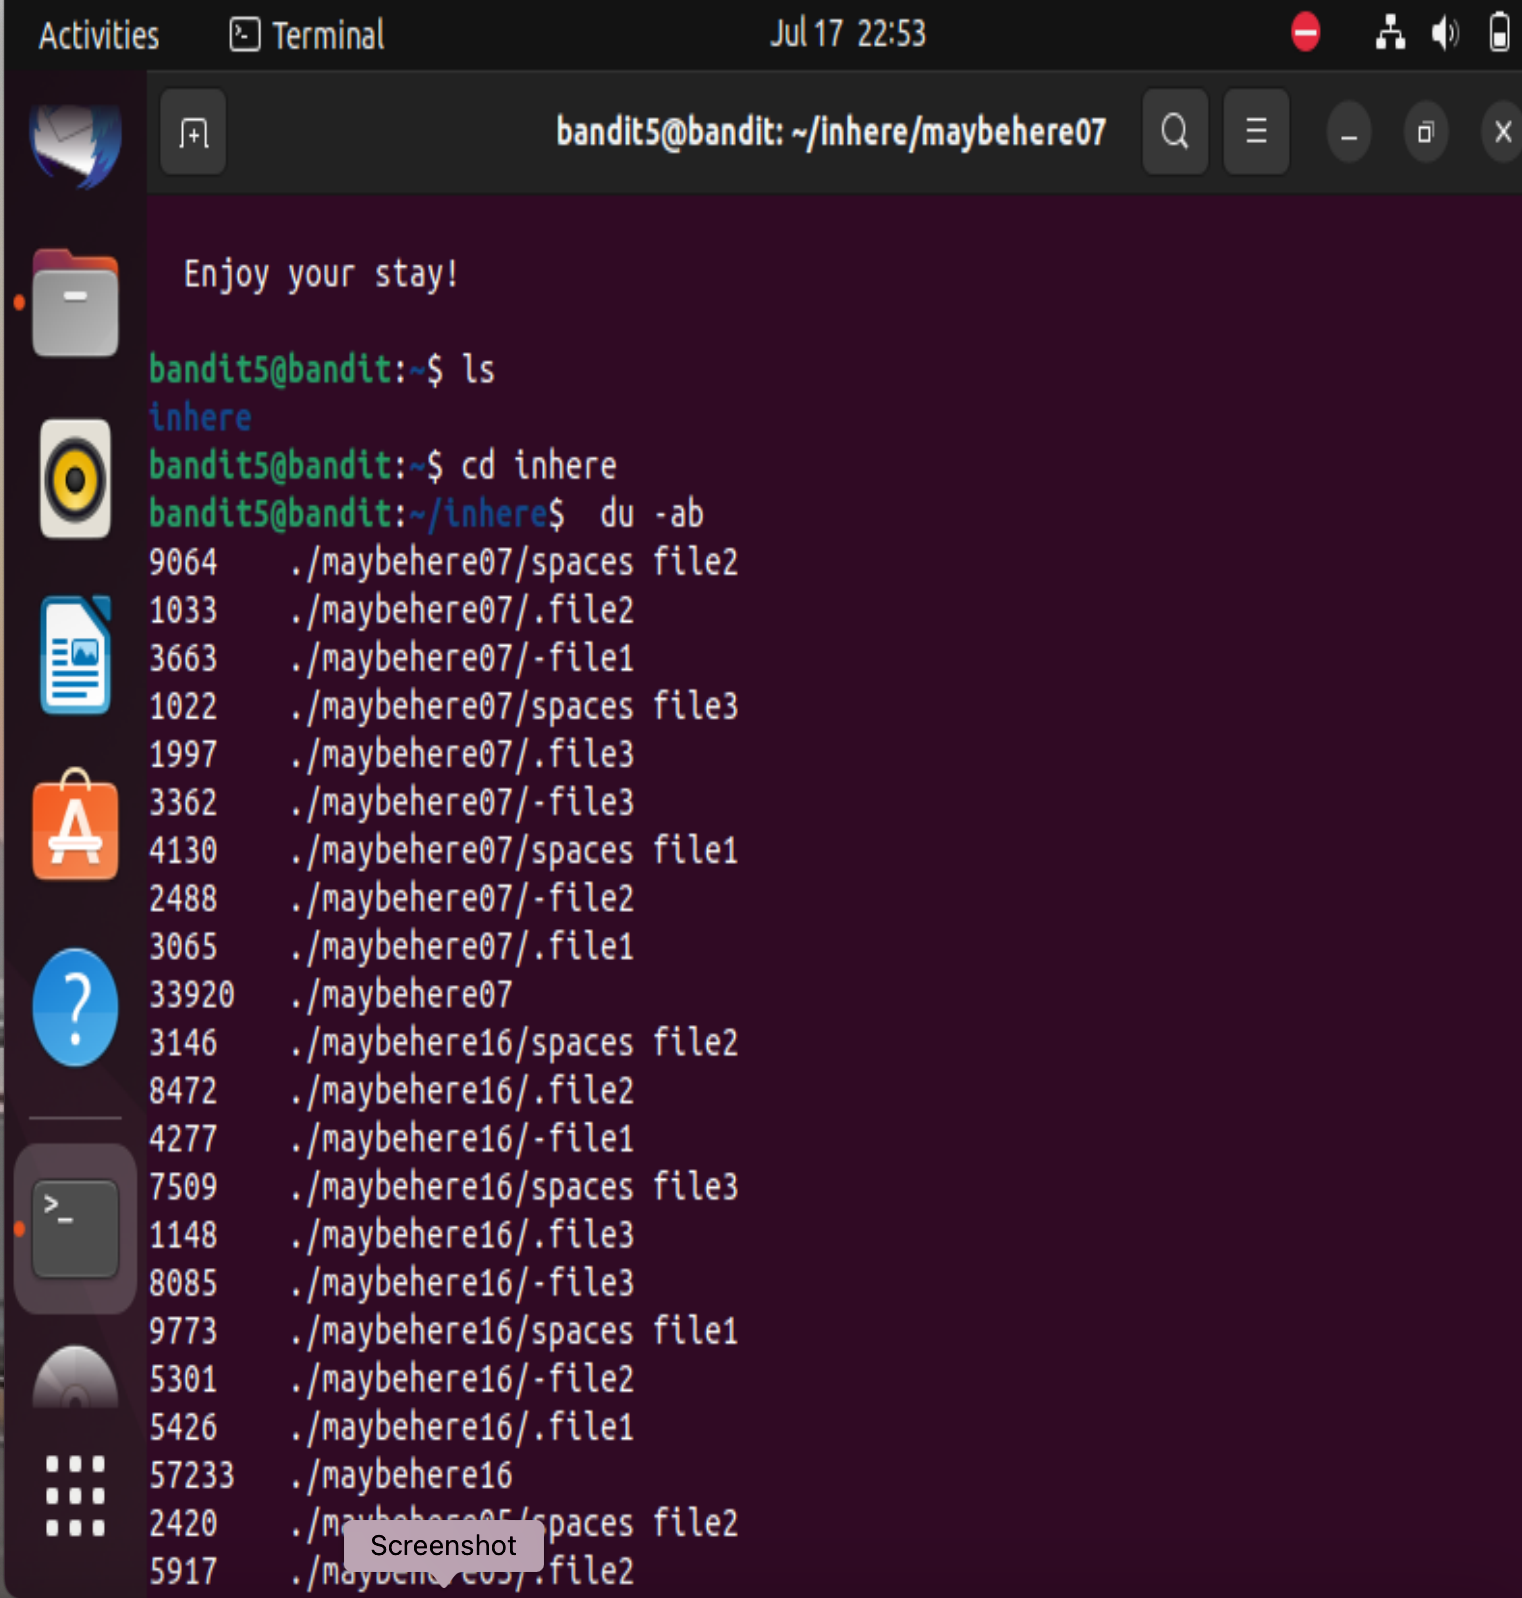 Activities Terminal Jul 17 22:53
bandit5@bandit: ~/inhere/maybehere07
Enjoy your stay!
bandit5@bandit:~$ ls
inhere
bandit5@bandit:~$ cd inhere
bandit5@bandit:~/inhere$  du -ab
9064 ./maybehere07/spaces file2
1033 ./maybehere07/.file2
3663 ./maybehere07/-file1
1022 ./maybehere07/spaces file3
1997 ./maybehere07/.file3
3362 ./maybehere07/-file3
4130 ./maybehere07/spaces file1
2488 ./maybehere07/-file2
3065 ./maybehere07/.file1
33920 ./maybehere07
3146 ./maybehere16/spaces file2
8472 ./maybehere16/.file2
4277 ./maybehere16/-file1
7509 ./maybehere16/spaces file3
1148 ./maybehere16/.file3
8085 ./maybehere16/-file3
9773 ./maybehere16/spaces file1
5301 ./maybehere16/-file2
5426 ./maybehere16/.file1
57233 ./maybehere16
2420 ./maybehere05/spaces file2
Screenshot
5917 ./maybehere05/.file2